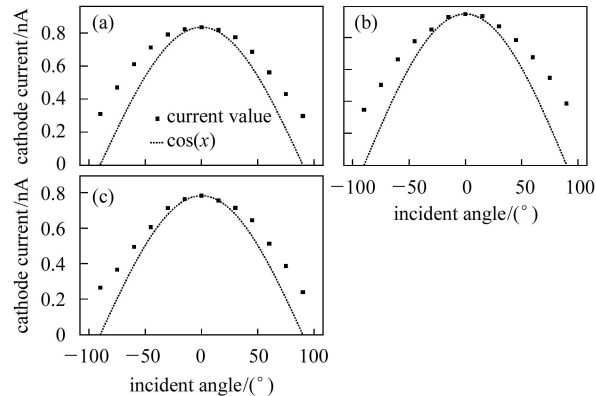 (a)
cathode current/nA
0.8
0.6
0.4
0.2
0
current value
cos(x)
(b)
−100 −50 0 50 100
incident angle/(°)
(c)
cathode current/nA
0.8
0.6
0.4
0.2
0
−100 −50 0 50 100
incident angle/(°)